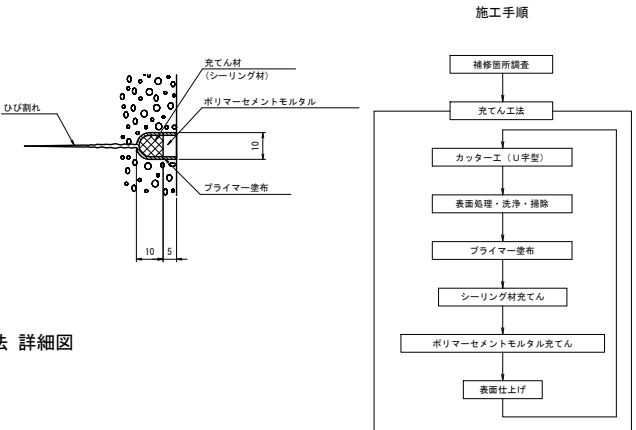 施工手順
充てん材
(シーリング材)
ポリマーセメントモルタル
ひび割れ
プライマー塗布
10
10
5
法 詳細図
補修箇所調査
充てん工法
カッター工(U字型)
表面処理・洗浄・掃除
プライマー塗布
シーリング材充てん
ポリマーセメントモルタル充てん
表面仕上げ